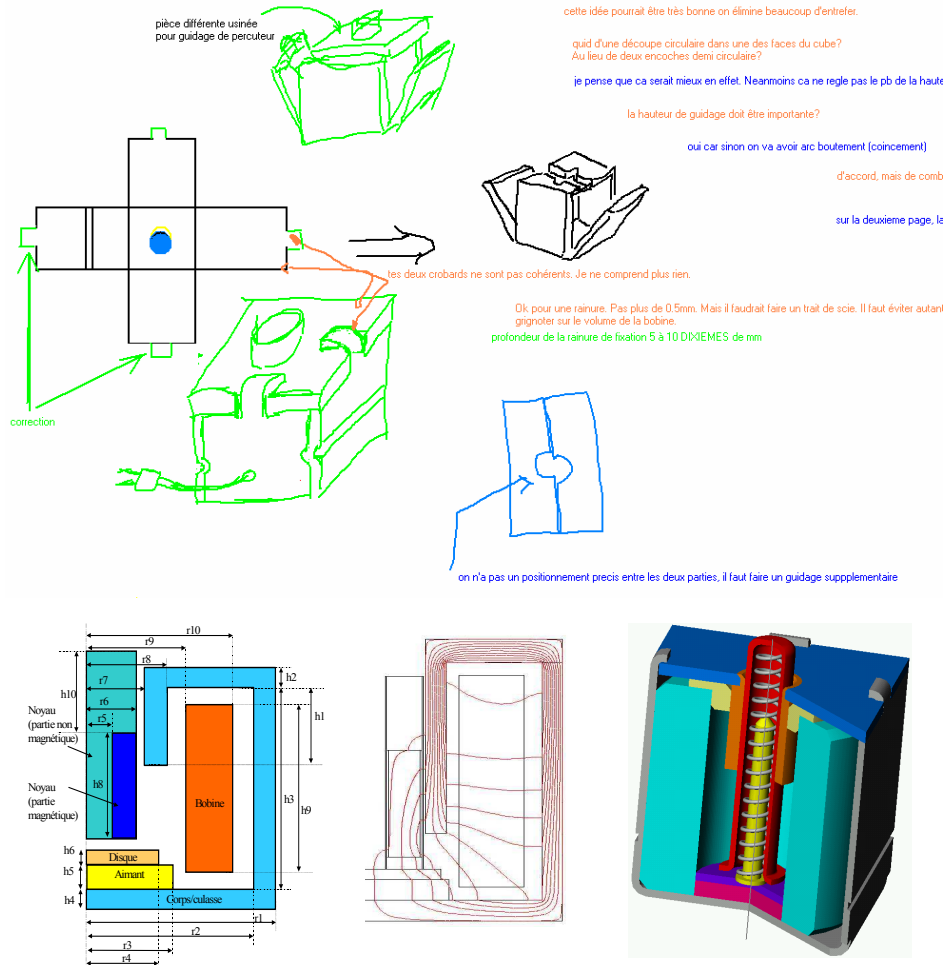 pièce différente usinée
pour guidage de percuteur
cette idée pourrait être très bonne on élimine beaucoup d'entrefer.
quid d'une découpe circulaire dans une des faces du cube?
Au lieu de deux encoches demi circulaire?
je pense que ca serait mieux en effet. Neanmoins ca ne regle pas le pb de la haute
la hauteur de guidage doit être importante?
oui car sinon on va avoir arc boutement (coincement)
d'accord, mais de comb
sur la deuxieme page, la
tes deux crobards ne sont pas cohérents. Je ne comprend plus rien.
Ok pour une rainure. Pas plus de 0.5mm. Mais il faudrait faire un trait de scie. Il faut éviter autant
grignoter sur le volume de la bobine.
profondeur de la rainure de fixation 5 à 10 DIXIEMES de mm
correction
on n'a pas un positionnement precis entre les deux parties, il faut faire un guidage suppplementaire
r10
r9
r8
h2
r7
h10
r6
h1
Noyau
(partie non
magnétique)
r5
h8
h3
h9
Noyau
(partie
magnétique)
Bobine
h6
Disque
h5
Aimant
h4
Corps/culasse
r1
r2
r3
r4